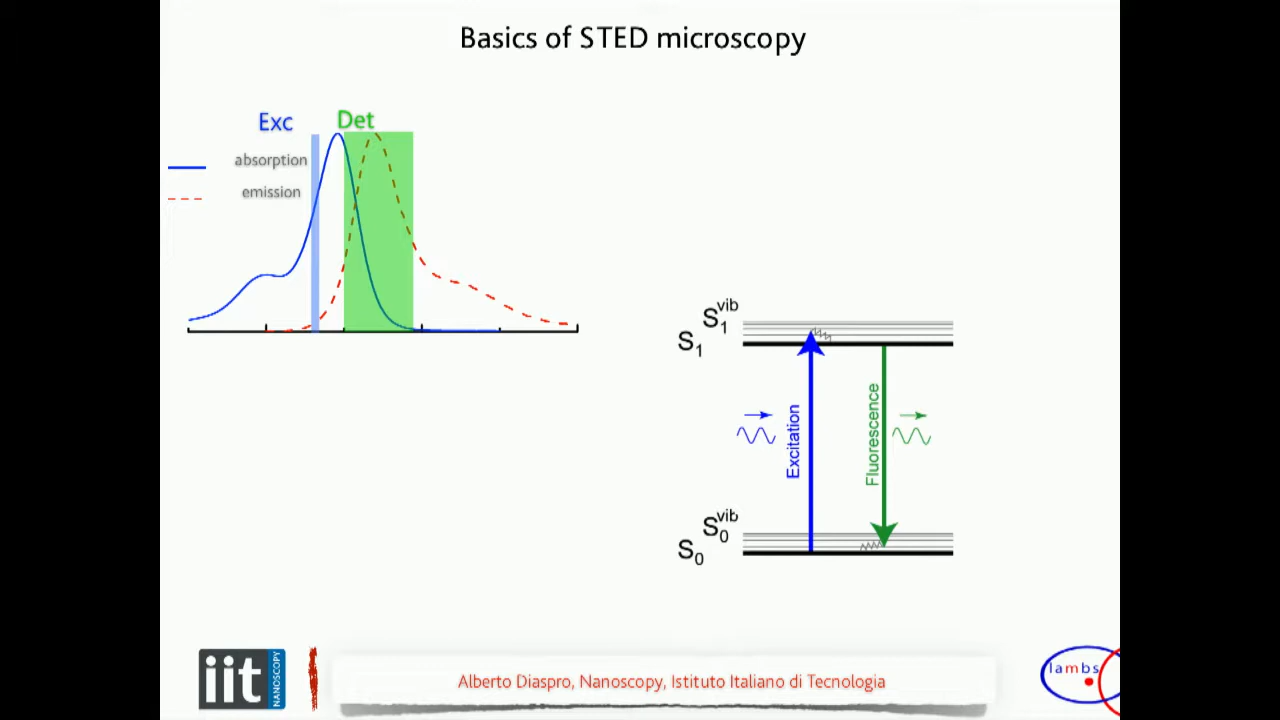 Basics of STED microscopy
Exc
Det
absorption
emission
S1vib
S1
Excitation
Fluorescence
S0vib
S0
iit
NANOSCOPY
Alberto Diaspro, Nanoscopy, Istituto Italiano di Tecnologia
lambs